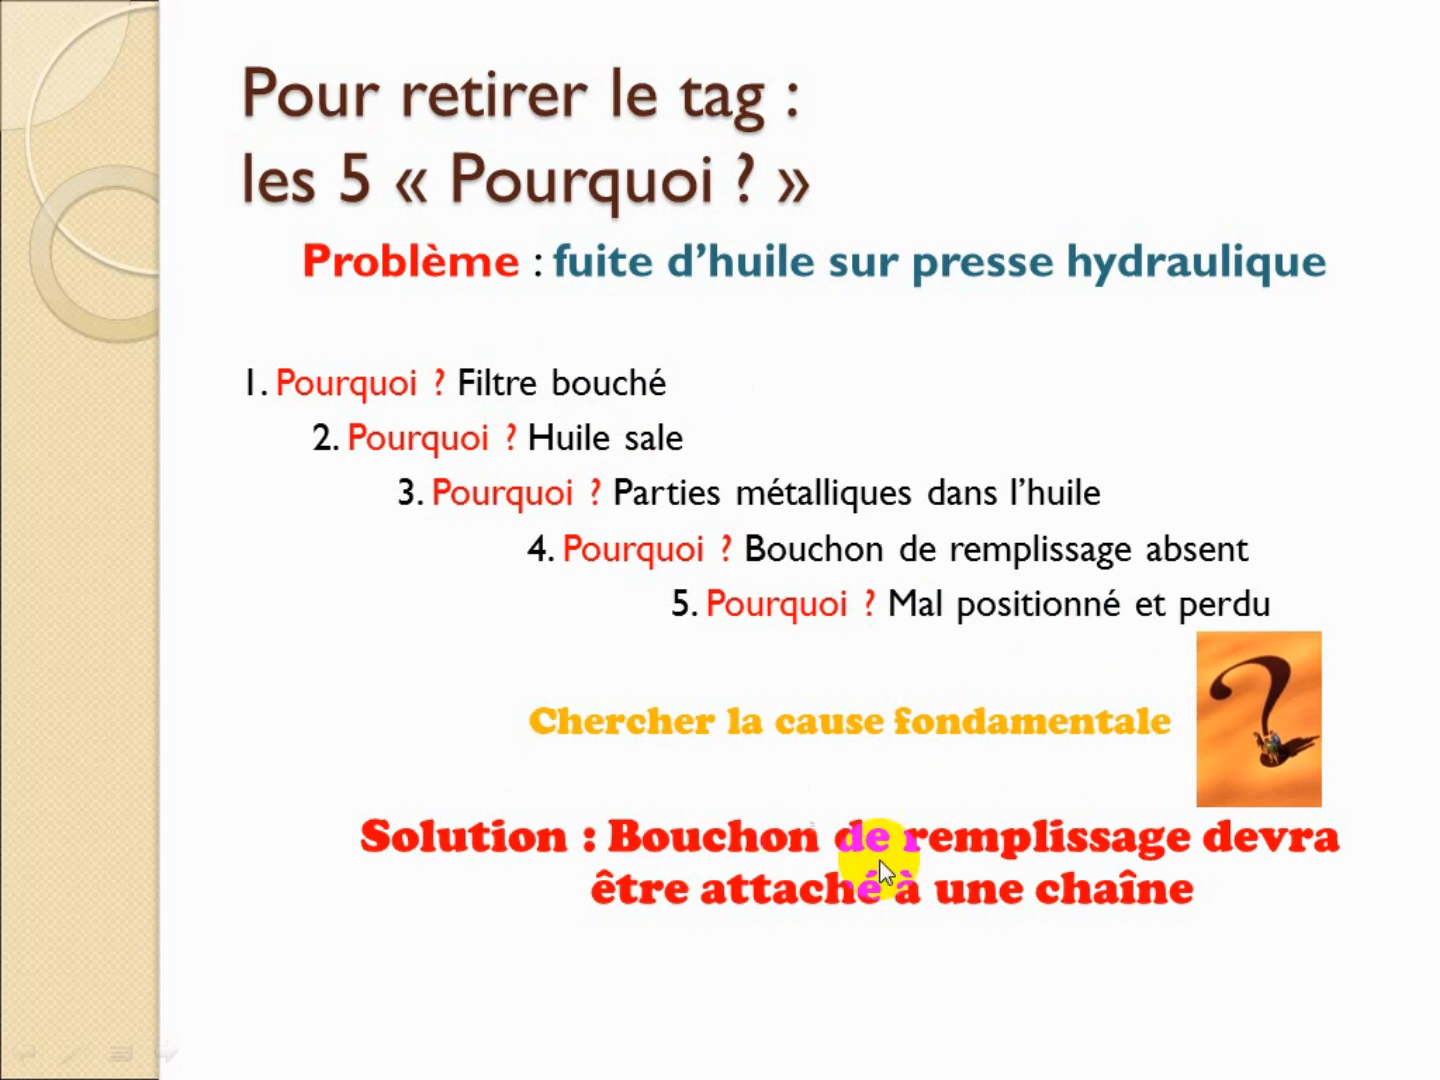 Pour retirer le tag :
les 5 « Pourquoi ? »
Problème : fuite d’huile sur presse hydraulique
1. Pourquoi ? Filtre bouché
2. Pourquoi ? Huile sale
3. Pourquoi ? Parties métalliques dans l’huile
4. Pourquoi ? Bouchon de remplissage absent
5. Pourquoi ? Mal positionné et perdu
Chercher la cause fondamentale
Solution : Bouchon de remplissage devra
être attaché à une chaîne